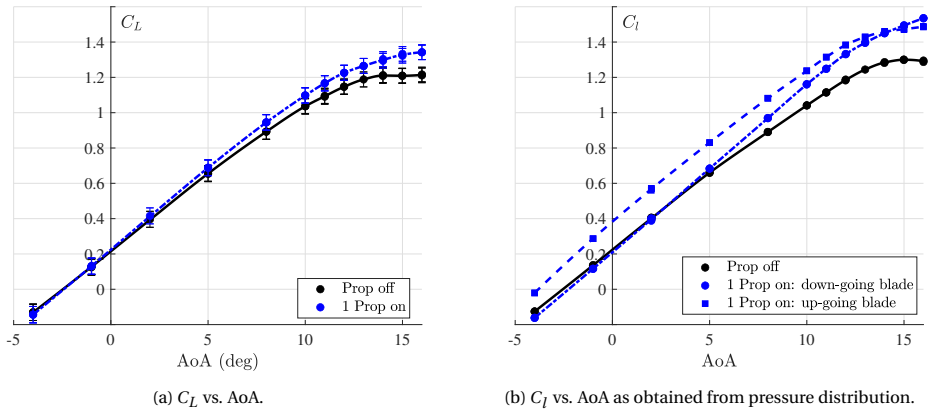 C_L
1.4
1.2
1.0
0.8
0.6
0.4
0.2
0
-5
0
5
10
15
AoA (deg)
Prop off
1 Prop on
(a) C_L vs. AoA.
C_l
1.4
1.2
1.0
0.8
0.6
0.4
0.2
0
-5
0
5
10
15
AoA
Prop off
1 Prop on: down-going blade
1 Prop on: up-going blade
(b) C_l vs. AoA as obtained from pressure distribution.